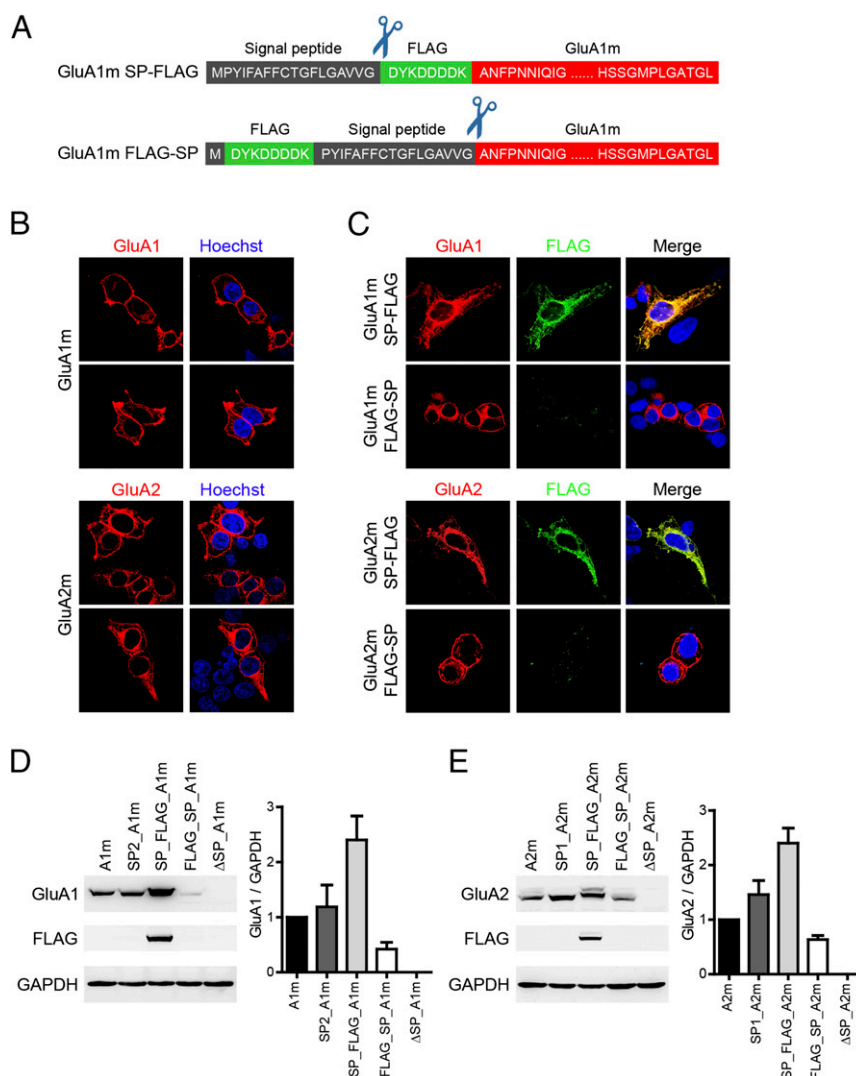 A
Signal peptide FLAG GluA1m
GluA1m SP-FLAG MPYIFAFFCTGFLGAVVG DYKDDDDK ANFPNNIQIG ...... HSSGMPLGATGL
FLAG Signal peptide GluA1m
GluA1m FLAG-SP M DYKDDDDK PYIFAFFCTGFLGAVVG ANFPNNIQIG ...... HSSGMPLGATGL
B
GluA1 Hoechst
GluA1m
GluA2 Hoechst
GluA2m
C
GluA1 FLAG Merge
GluA1m
SP-FLAG
GluA1m
FLAG-SP
GluA2 FLAG Merge
GluA2m
SP-FLAG
GluA2m
FLAG-SP
D
A1m SP2_A1m SP_FLAG_A1m FLAG_SP_A1m ΔSP_A1m
GluA1
FLAG
GAPDH
GluA1 / GAPDH
3
2
1
0
A1m SP2_A1m SP_FLAG_A1m FLAG_SP_A1m ΔSP_A1m
E
A2m SP1_A2m SP_FLAG_A2m FLAG_SP_A2m ΔSP_A2m
GluA2
FLAG
GAPDH
GluA2 / GAPDH
3
2
1
0
A2m SP1_A2m SP_FLAG_A2m FLAG_SP_A2m ΔSP_A2m